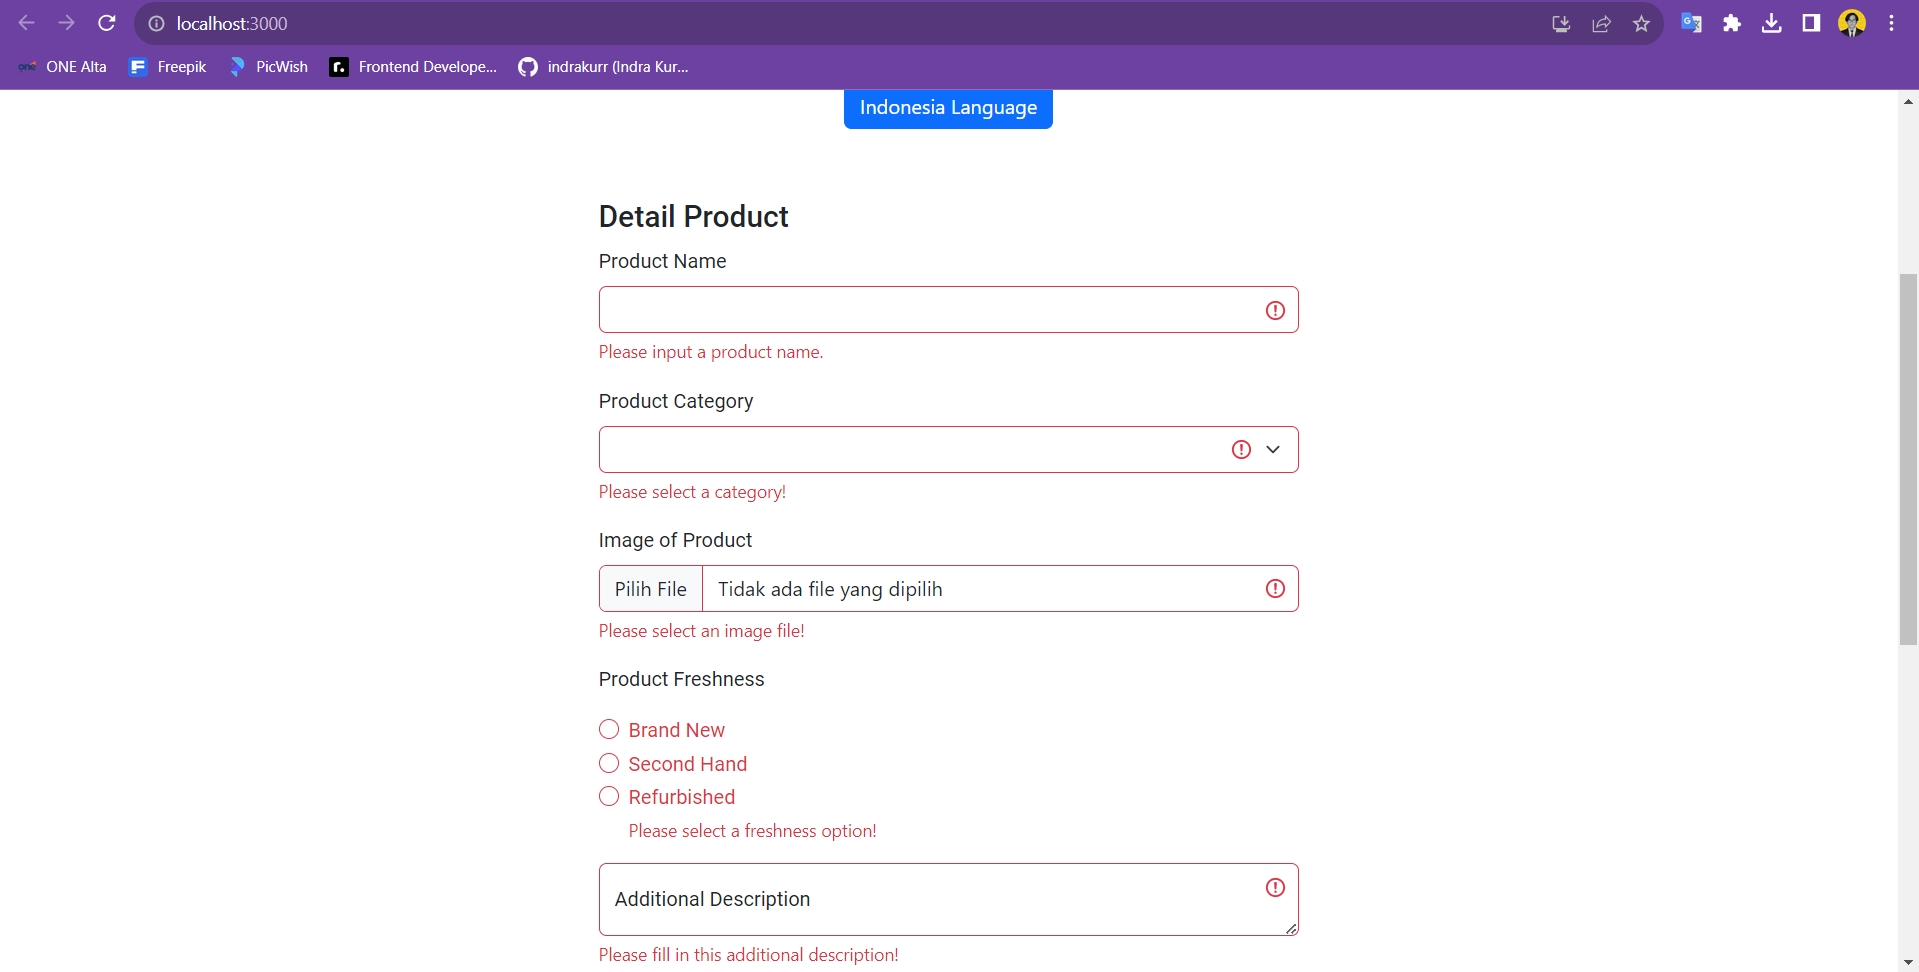 localhost:3000
one ONE Alta Freepik PicWish r. Frontend Develope... indrakurr (Indra Kur...
Indonesia Language
Detail Product
Product Name
Please input a product name.
Product Category
Please select a category!
Image of Product
Pilih File Tidak ada file yang dipilih
Please select an image file!
Product Freshness
Brand New
Second Hand
Refurbished
Please select a freshness option!
Additional Description
Please fill in this additional description!